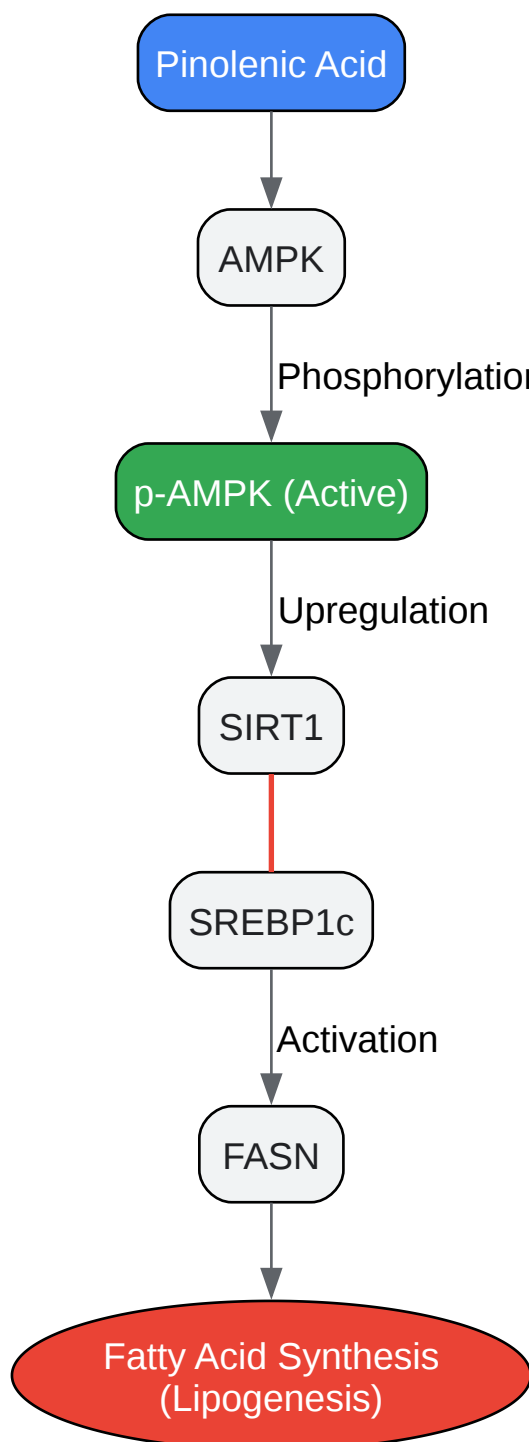 Pinolenic Acid
AMPK
Phosphorylation
p-AMPK (Active)
Upregulation
SIRT1
SREBP1c
Activation
FASN
Fatty Acid Synthesis
(Lipogenesis)